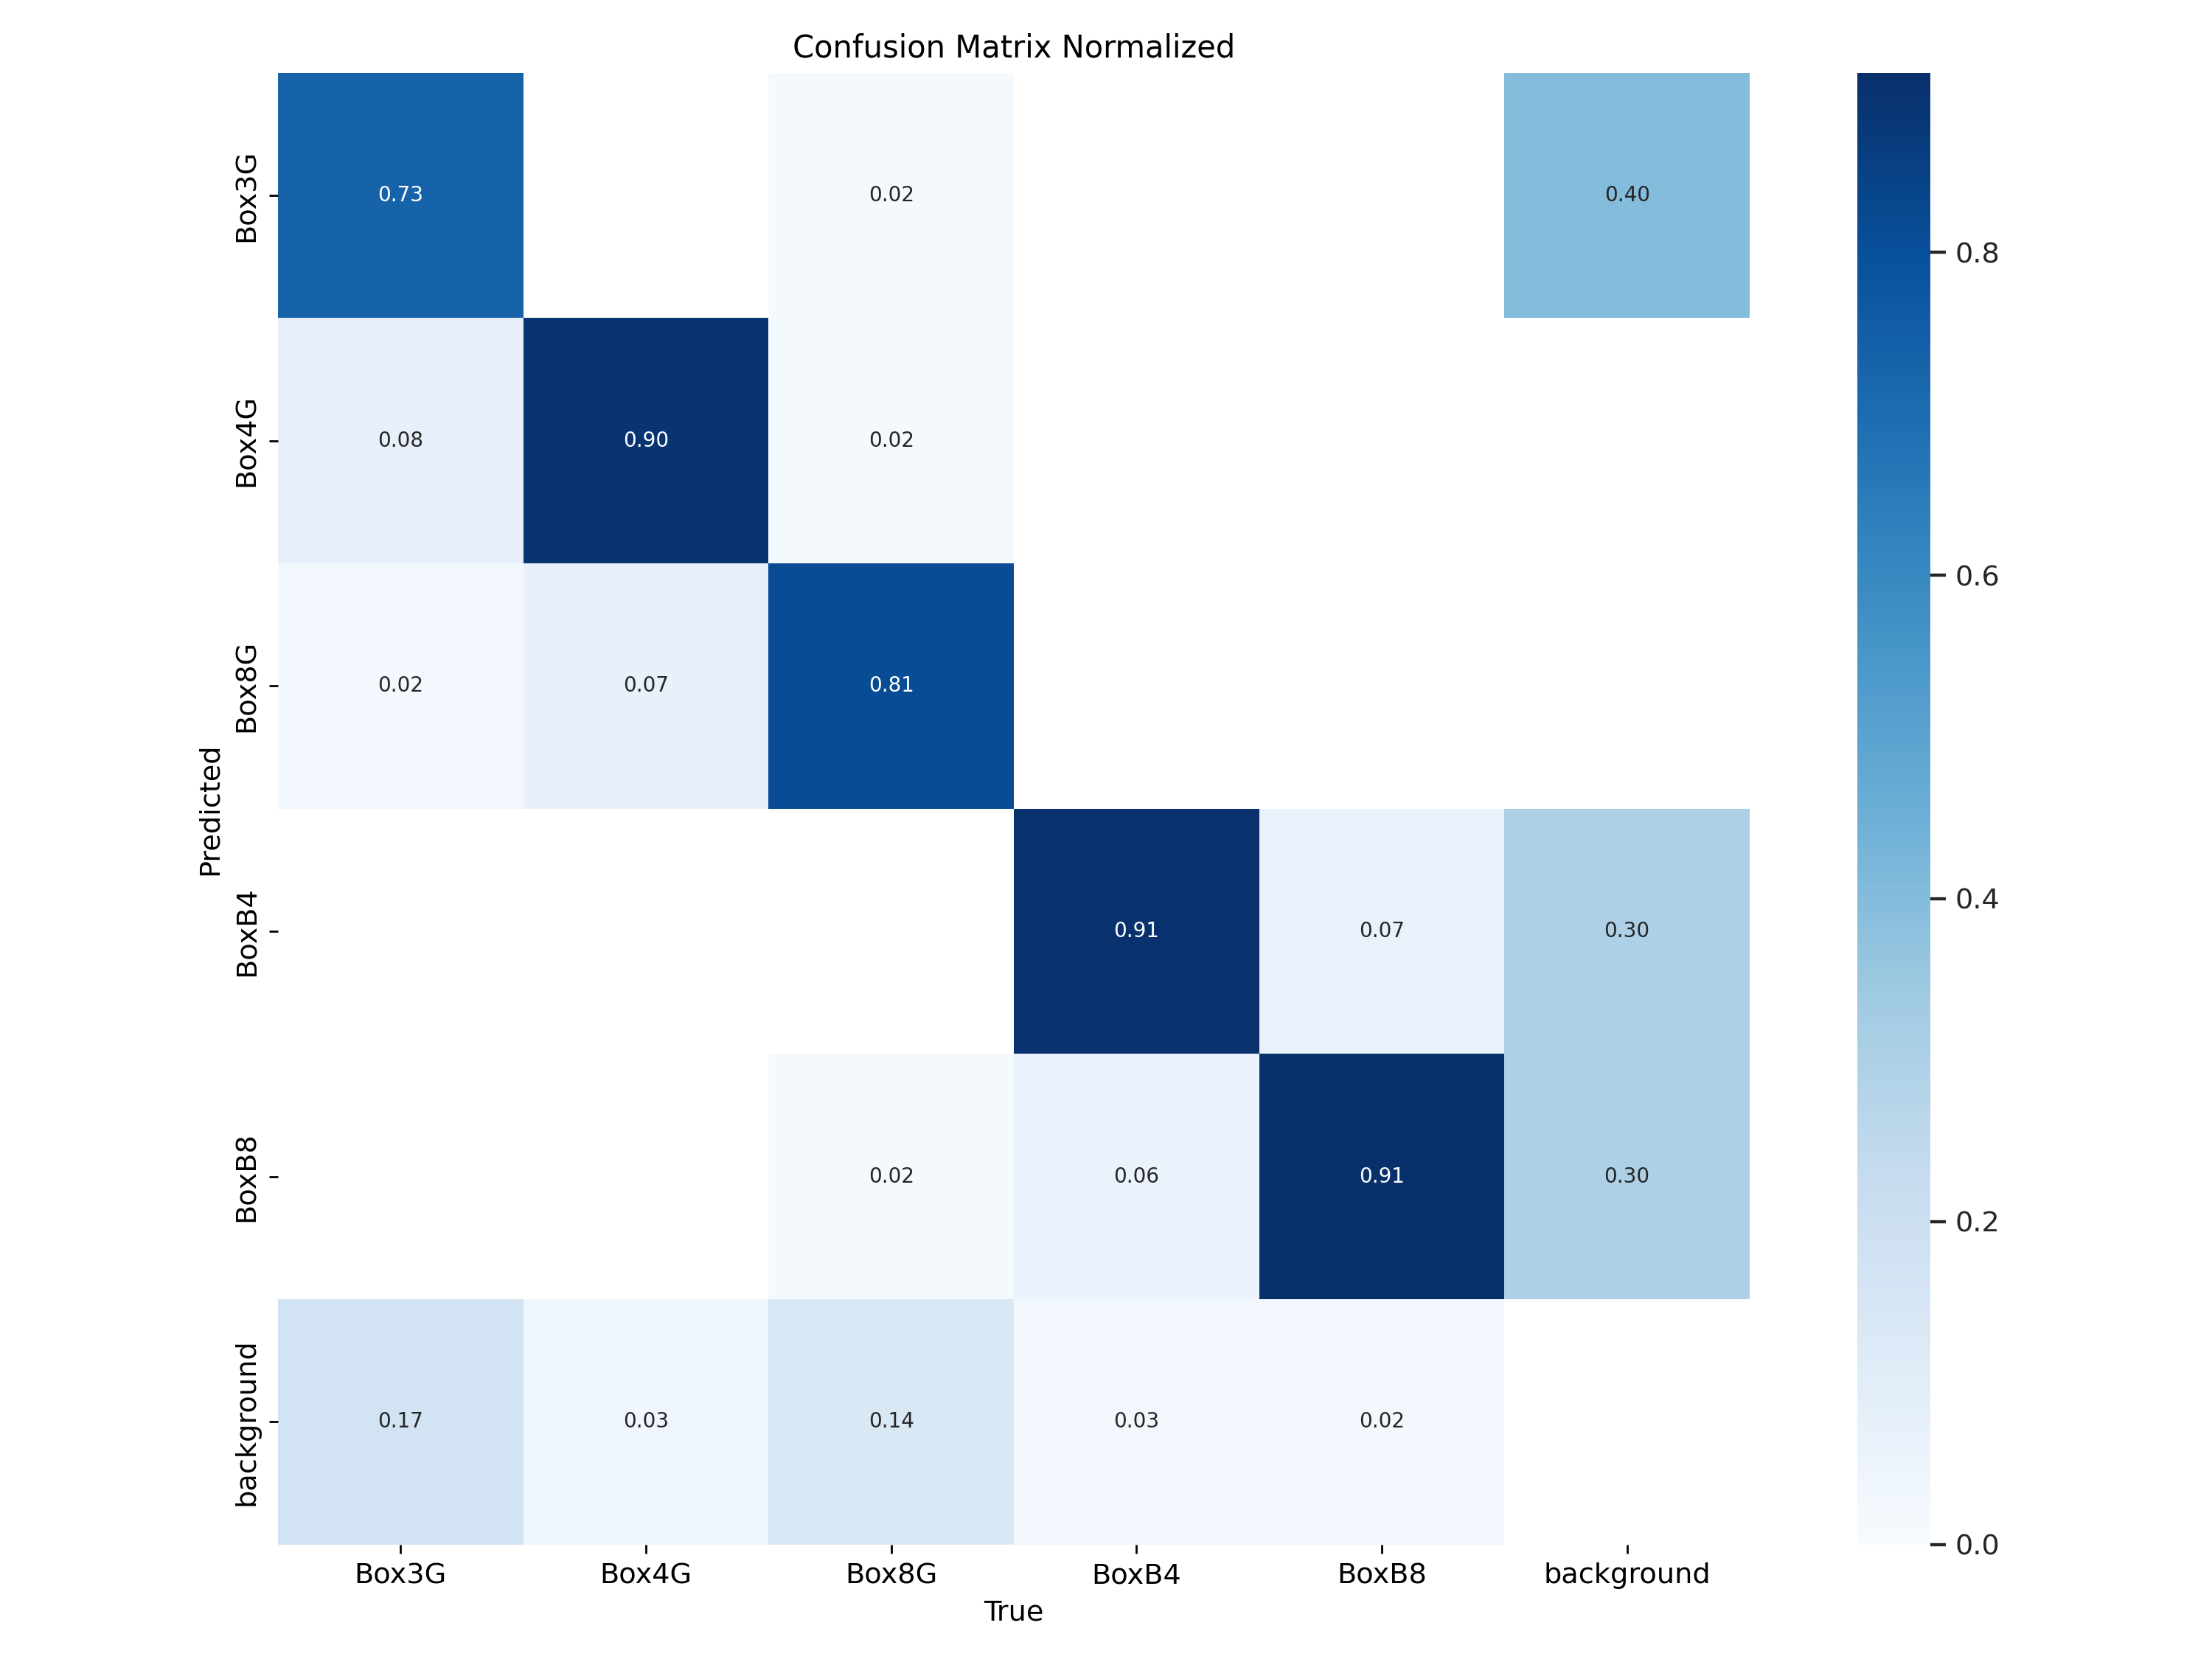 Confusion Matrix Normalized
Box3G
0.73
0.02
0.40
0.8
Box4G
0.08
0.90
0.02
0.6
Box8G
0.02
0.07
0.81
Predicted
0.4
BoxB4
0.91
0.07
0.30
BoxB8
0.02
0.06
0.91
0.30
0.2
background
0.17
0.03
0.14
0.03
0.02
0.0
Box3G Box4G Box8G BoxB4 BoxB8 background
True